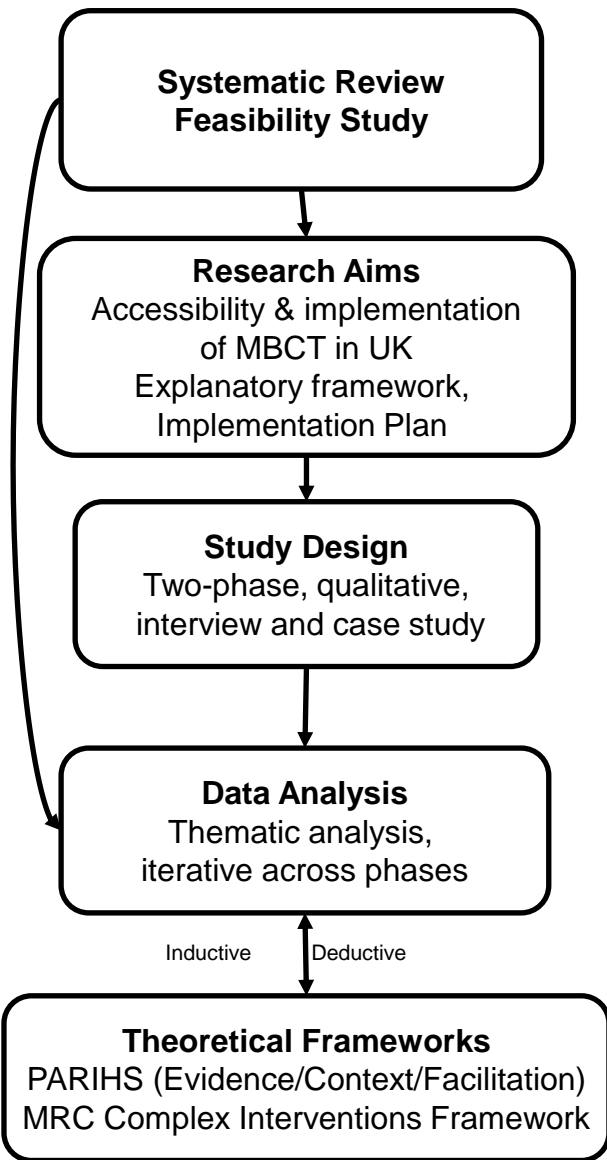 Systematic Review
Feasibility Study
Research Aims
Accessibility & implementation
of MBCT in UK
Explanatory framework,
Implementation Plan
Study Design
Two-phase, qualitative,
interview and case study
Data Analysis
Thematic analysis,
iterative across phases
Inductive Deductive
Theoretical Frameworks
PARIHS (Evidence/Context/Facilitation)
MRC Complex Interventions Framework